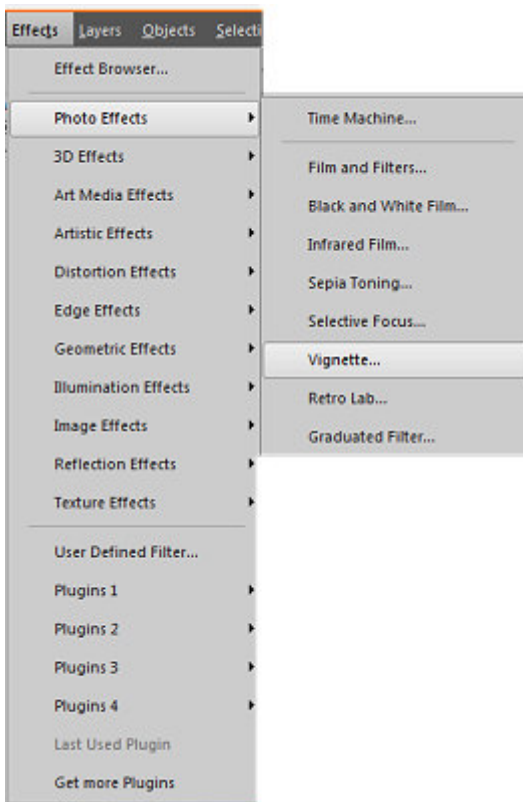 Effects Layers Objects Selecti
Effect Browser...
Photo Effects
3D Effects
Art Media Effects
Artistic Effects
Distortion Effects
Edge Effects
Geometric Effects
Illumination Effects
Image Effects
Reflection Effects
Texture Effects
User Defined Filter...
Plugins 1
Plugins 2
Plugins 3
Plugins 4
Last Used Plugin
Get more Plugins
Time Machine...
Film and Filters...
Black and White Film...
Infrared Film...
Sepia Toning...
Selective Focus...
Vignette...
Retro Lab...
Graduated Filter...